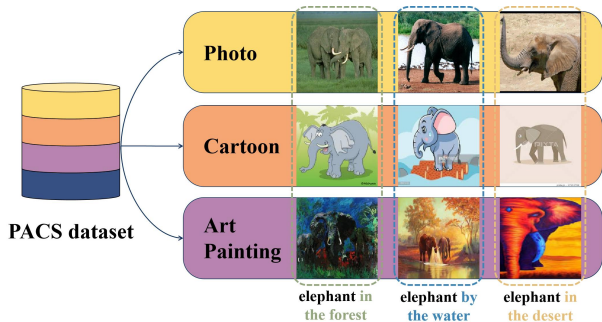 Photo
Cartoon
Art
Painting
PACS dataset
elephant in
the forest
elephant by
the water
elephant in
the desert